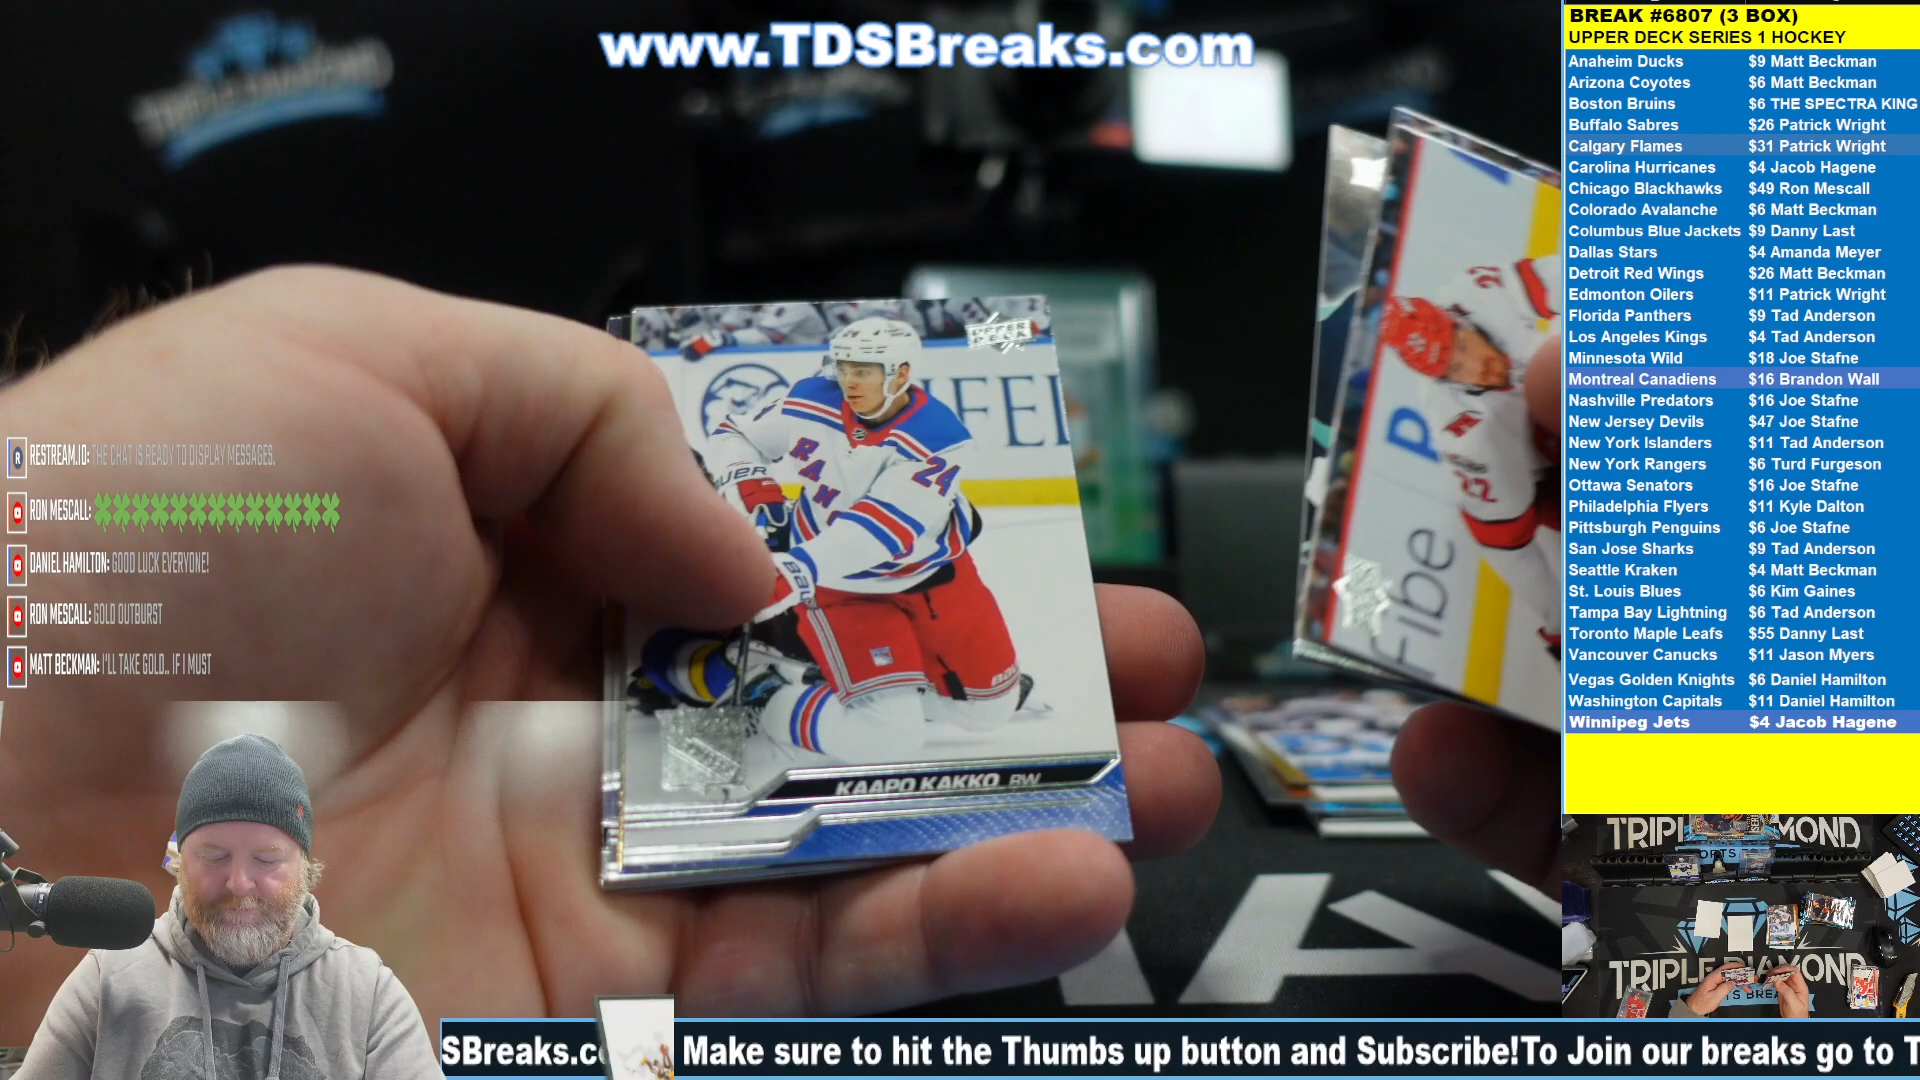 www.TDSBreaks.com
BREAK #6807 (3 BOX)
UPPER DECK SERIES 1 HOCKEY
Anaheim Ducks $9 Matt Beckman
Arizona Coyotes $6 Matt Beckman
Boston Bruins $6 THE SPECTRA KING
Buffalo Sabres $26 Patrick Wright
Calgary Flames $31 Patrick Wright
Carolina Hurricanes $4 Jacob Hagene
Chicago Blackhawks $49 Ron Mescall
Colorado Avalanche $6 Matt Beckman
Columbus Blue Jackets $9 Danny Last
Dallas Stars $4 Amanda Meyer
Detroit Red Wings $26 Matt Beckman
Edmonton Oilers $11 Patrick Wright
Florida Panthers $9 Tad Anderson
Los Angeles Kings $4 Tad Anderson
Minnesota Wild $18 Joe Stafne
Montreal Canadiens $16 Brandon Wall
Nashville Predators $16 Joe Stafne
New Jersey Devils $47 Joe Stafne
New York Islanders $11 Tad Anderson
New York Rangers $6 Turd Furgeson
Ottawa Senators $16 Joe Stafne
Philadelphia Flyers $11 Kyle Dalton
Pittsburgh Penguins $6 Joe Stafne
San Jose Sharks $9 Tad Anderson
Seattle Kraken $4 Matt Beckman
St. Louis Blues $6 Kim Gaines
Tampa Bay Lightning $6 Tad Anderson
Toronto Maple Leafs $55 Danny Last
Vancouver Canucks $11 Jason Myers
Vegas Golden Knights $6 Daniel Hamilton
Washington Capitals $11 Daniel Hamilton
Winnipeg Jets $4 Jacob Hagene
RESTREAM.IO: THE CHAT IS READY TO DISPLAY MESSAGES.
RON MESCALL:
DANIEL HAMILTON: GOOD LUCK EVERYONE!
RON MESCALL: GOLD OUTBURST
MATT BECKMAN: I'LL TAKE GOLD.. IF I MUST
UPPER DECK
24
KAAPO KAKKO RW
Fibe
TRIPLE DIAMOND
TRIPLE DIAMOND
SBreaks.c
Make sure to hit the Thumbs up button and Subscribe!To Join our breaks go to T